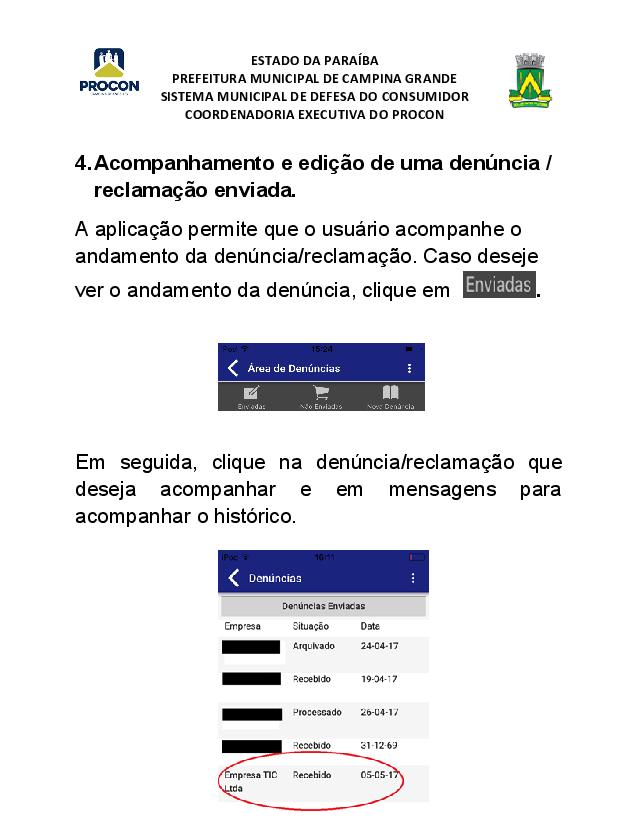 ESTADO DA PARAÍBA
PREFEITURA MUNICIPAL DE CAMPINA GRANDE
SISTEMA MUNICIPAL DE DEFESA DO CONSUMIDOR
COORDENADORIA EXECUTIVA DO PROCON
PROCON
4. Acompanhamento e edição de uma denúncia /
reclamação enviada.
A aplicação permite que o usuário acompanhe o
andamento da denúncia/reclamação. Caso deseje
ver o andamento da denúncia, clique em Enviadas.
iPod 15:24
Área de Denúncias
Enviadas Não Enviadas Nova Denúncia
Em seguida, clique na denúncia/reclamação que
deseja acompanhar e em mensagens para
acompanhar o histórico.
iPod 16:11
Denúncias
Denúncias Enviadas
Empresa Situação Data
Arquivado 24-04-17
Recebido 19-04-17
Processado 26-04-17
Recebido 31-12-69
Empresa TIC Recebido 05-05-17
Ltda